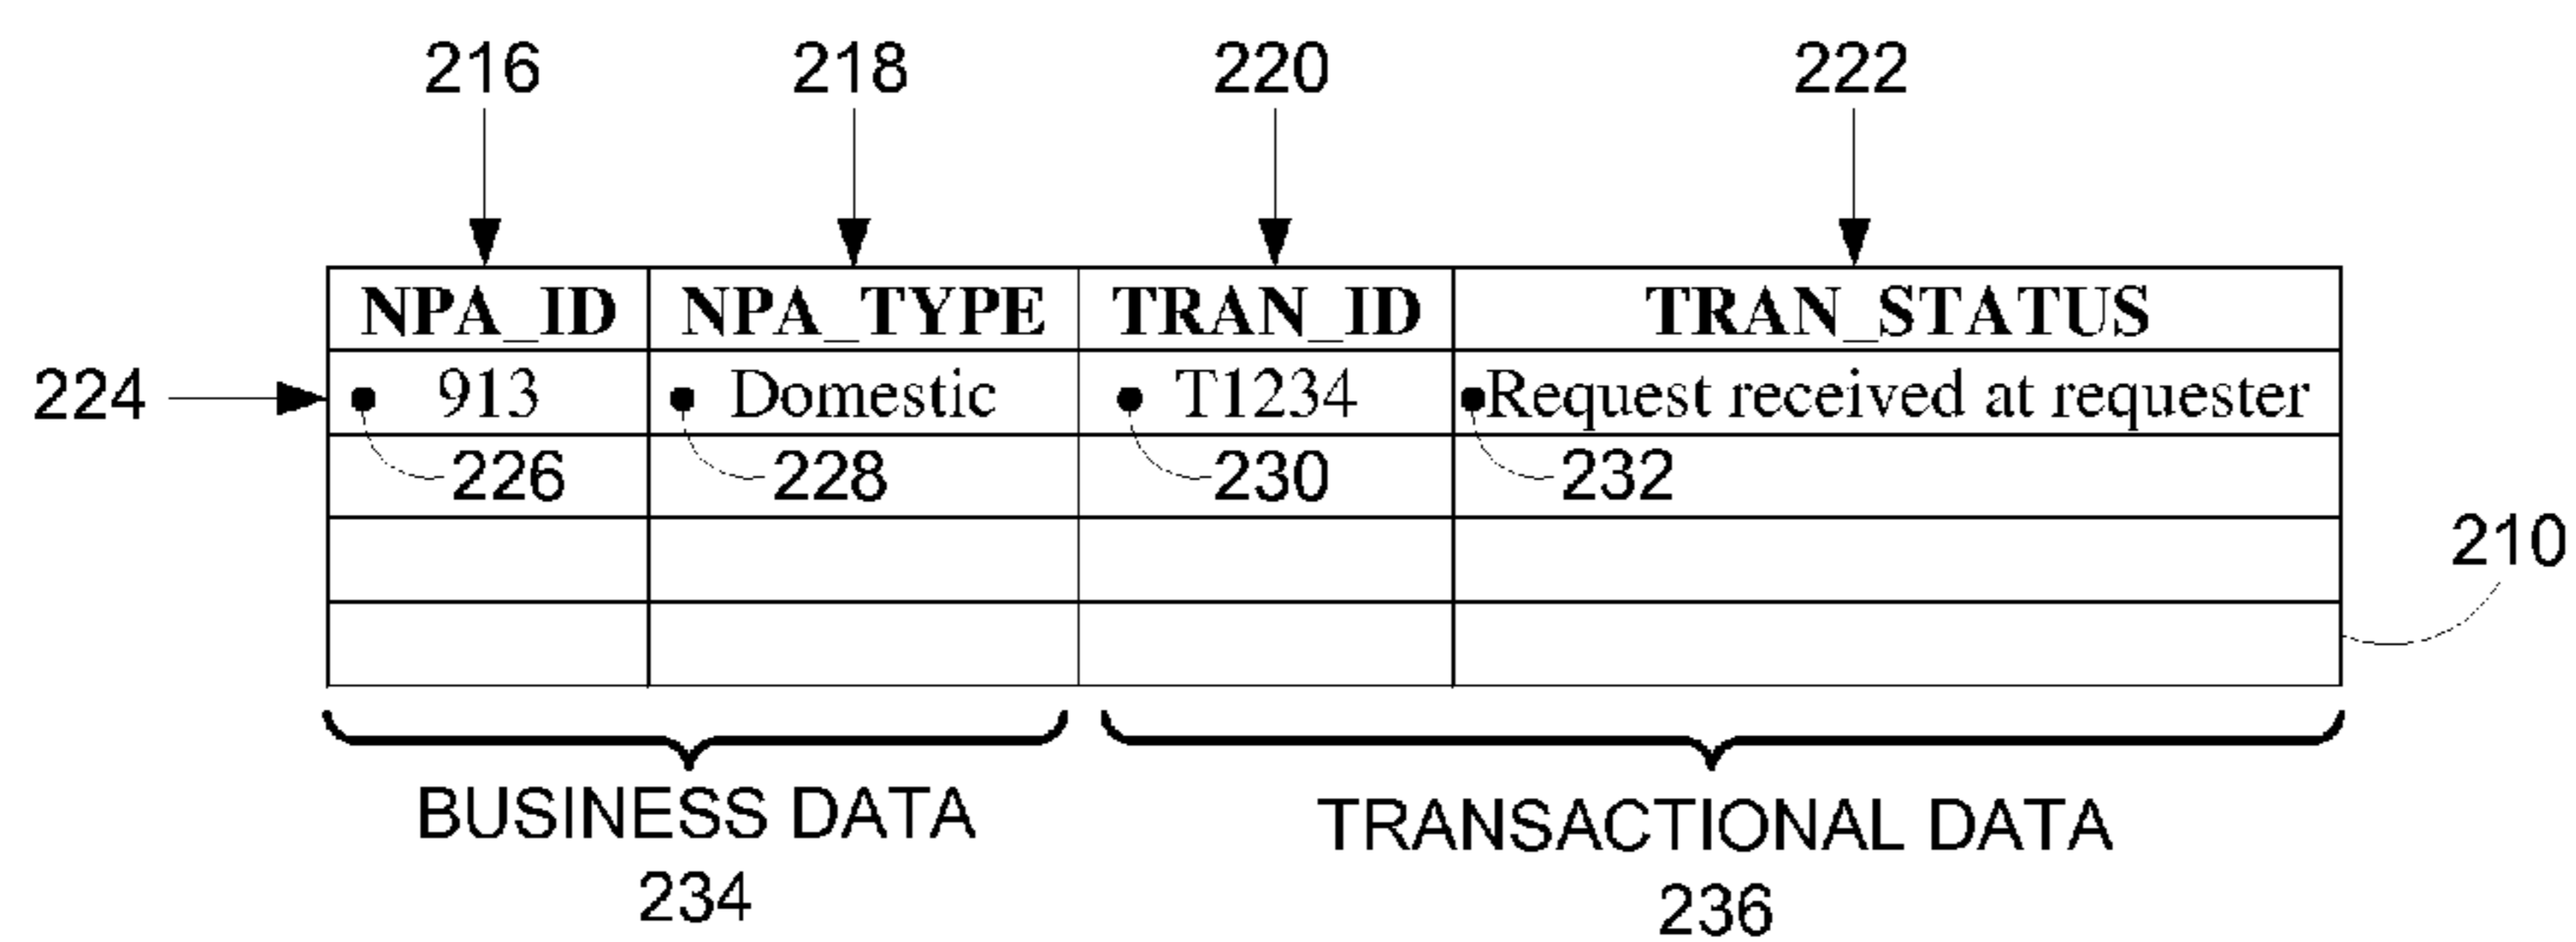 216 218 220 222
NPA_ID NPA_TYPE TRAN_ID TRAN_STATUS
224 913 Domestic T1234 Request received at requester
226 228 230 232
210
BUSINESS DATA TRANSACTIONAL DATA
234 236